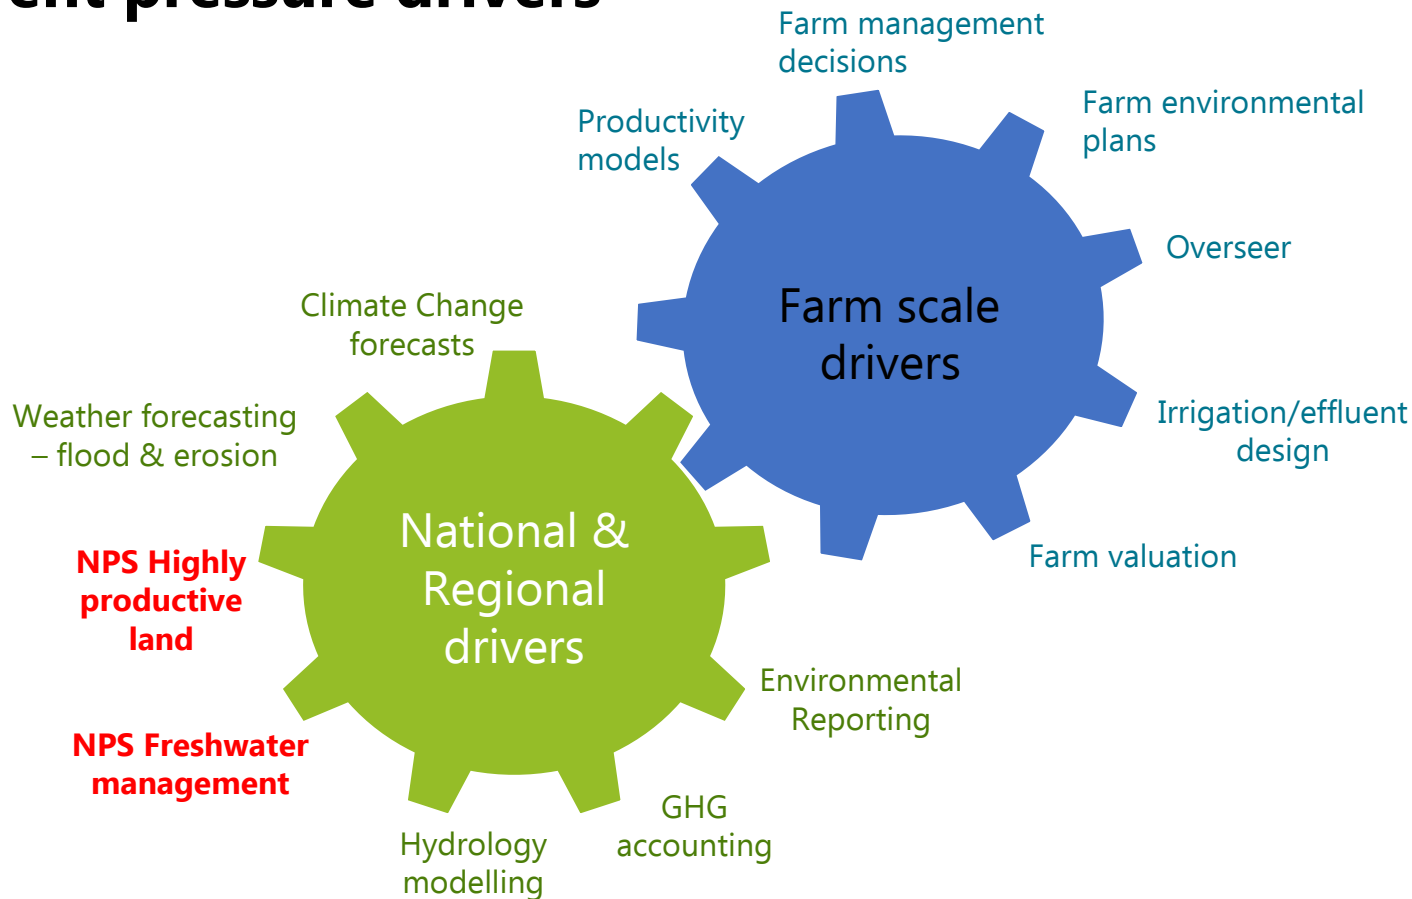 pressure drivers
Farm management
decisions
Productivity
models
Farm environmental
plans
Overseer
Farm scale
drivers
Irrigation/effluent
design
Farm valuation
Climate Change
forecasts
Weather forecasting
– flood & erosion
NPS Highly
productive
land
National &
Regional
drivers
NPS Freshwater
management
Environmental
Reporting
GHG
accounting
Hydrology
modelling